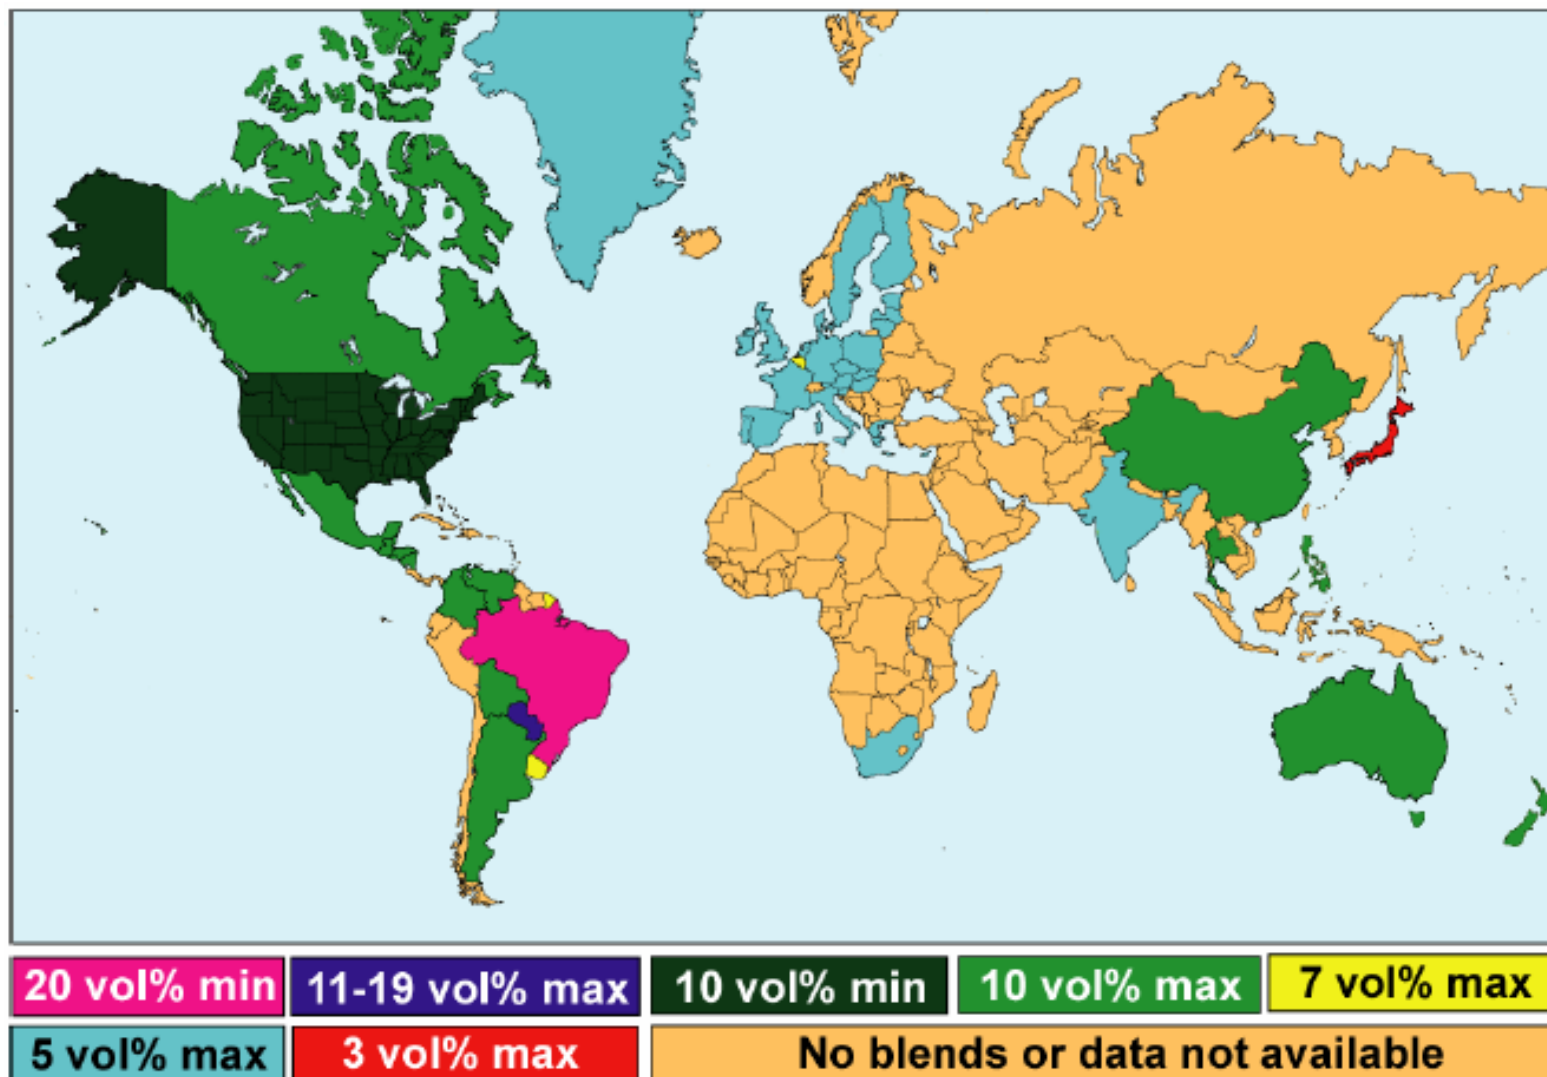 20 vol% min
11-19 vol% max
10 vol% min
10 vol% max
7 vol% max
5 vol% max
3 vol% max
No blends or data not available